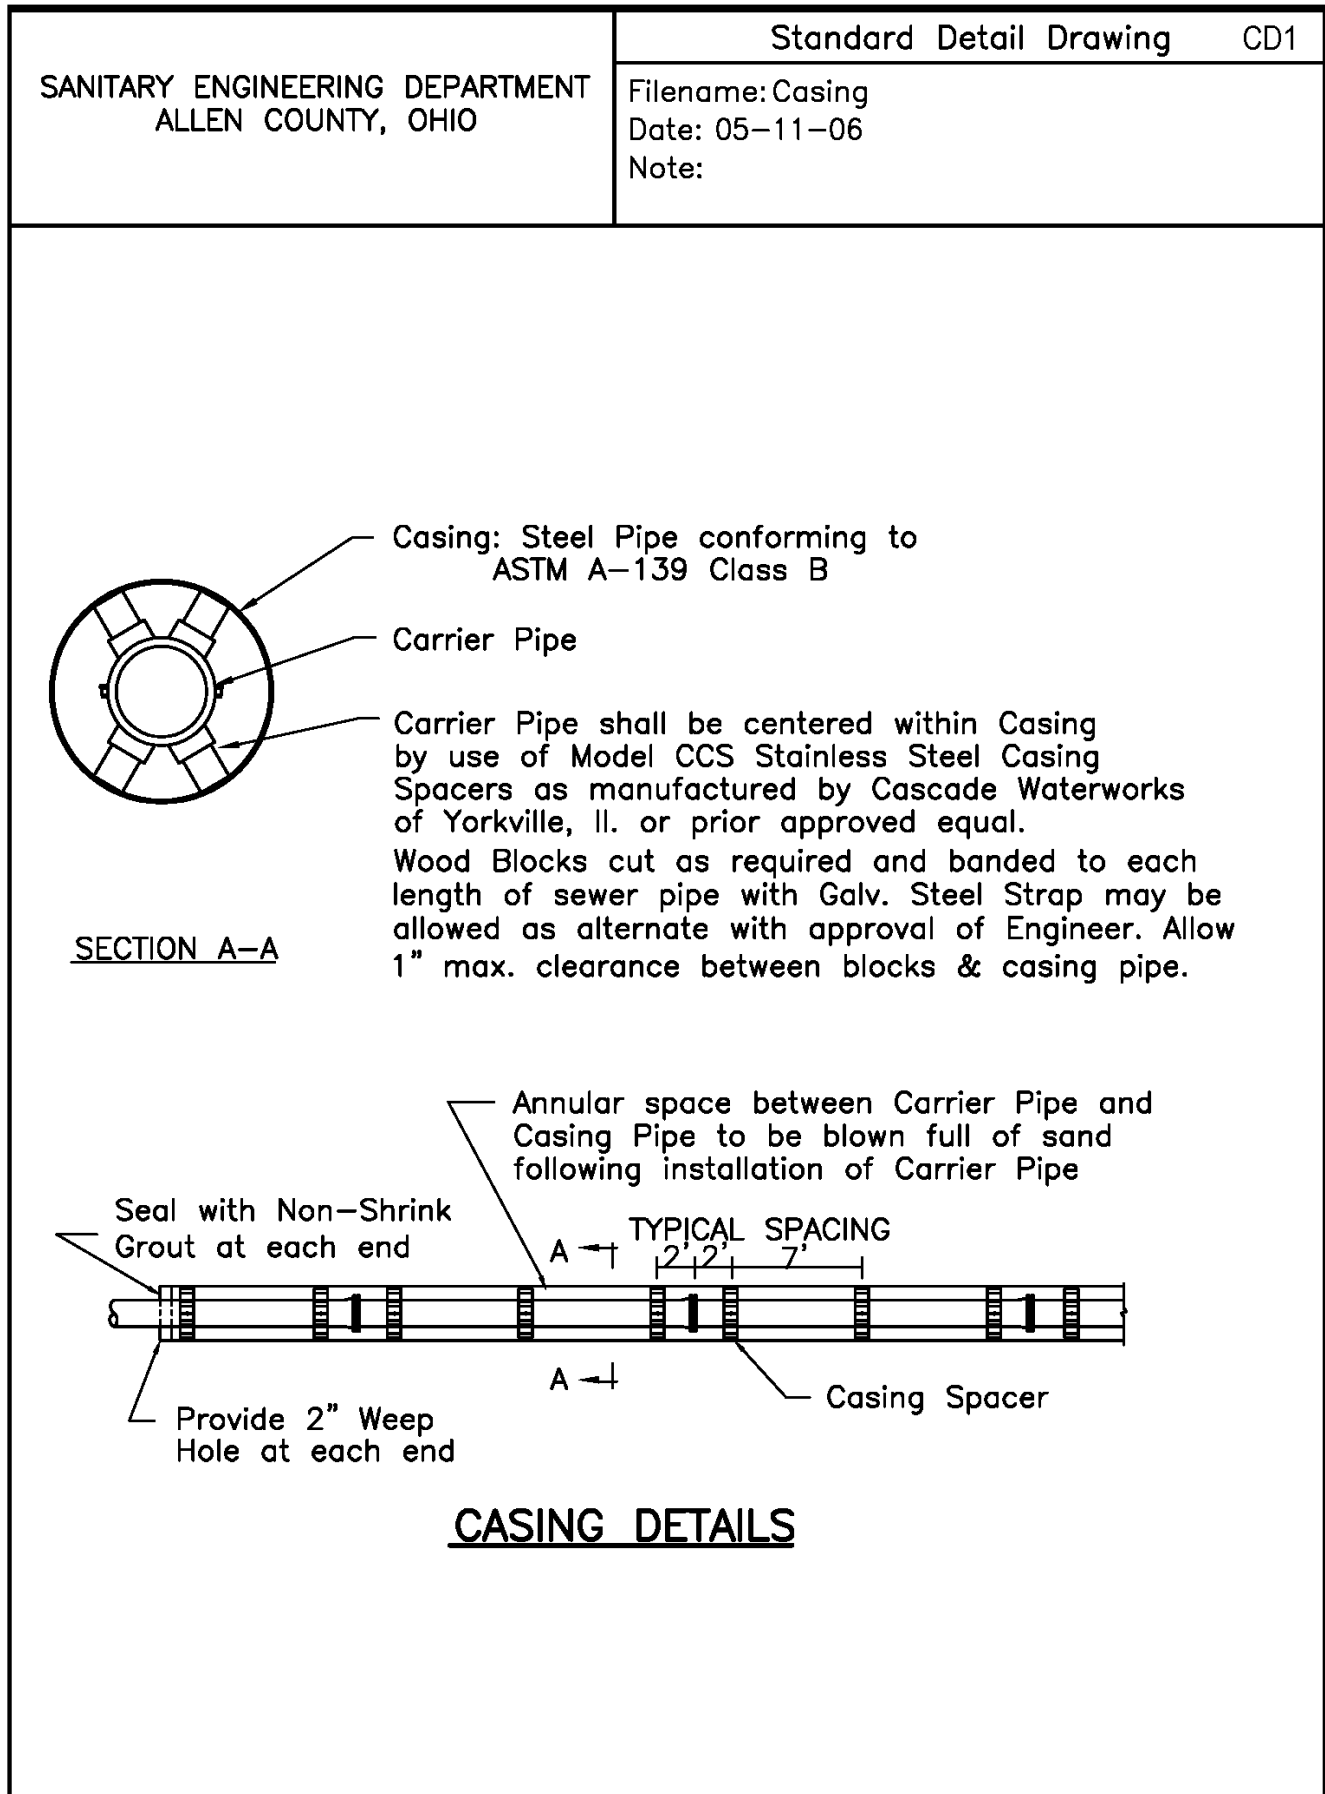 SANITARY ENGINEERING DEPARTMENT
ALLEN COUNTY, OHIO
Standard Detail Drawing CD1
Filename: Casing
Date: 05-11-06
Note:
Casing: Steel Pipe conforming to
ASTM A-139 Class B
Carrier Pipe
Carrier Pipe shall be centered within Casing
by use of Model CCS Stainless Steel Casing
Spacers as manufactured by Cascade Waterworks
of Yorkville, Il. or prior approved equal.
Wood Blocks cut as required and banded to each
length of sewer pipe with Galv. Steel Strap may be
allowed as alternate with approval of Engineer. Allow
1" max. clearance between blocks & casing pipe.
SECTION A-A
Annular space between Carrier Pipe and
Casing Pipe to be blown full of sand
following installation of Carrier Pipe
Seal with Non-Shrink
Grout at each end
TYPICAL SPACING
A
2' 2' 7'
A
Casing Spacer
Provide 2" Weep
Hole at each end
CASING DETAILS